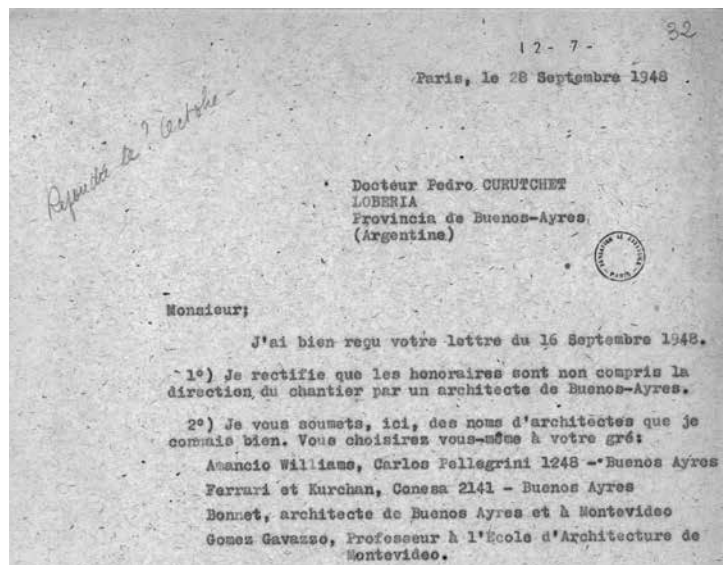 32
12-7-
Paris, le 28 Septembre 1948
Octobre
Docteur Pedro CURUTCHET
LOBERIA
Provincia de Buenos-Ayres
(Argentine)
Monsieur;
J'ai bien reçu votre lettre du 16 Septembre 1948.
1°) Je rectifie que les honoraires sont non compris la
direction du chantier par un architecte de Buenos-Ayres.
2°) Je vous soumets, ici, des noms d'architectes que je
connais bien. Vous choisirez vous-même à votre gré:
Amancio Williams, Carlos Pellegrini 1248 - Buenos Ayres
Ferrari et Kurchan, Conesa 2141 - Buenos Ayres
Bonnet, architecte de Buenos Ayres et à Montevideo
Gomez Gavazzo, Professeur à l'École d'Architecture de
Montevideo.